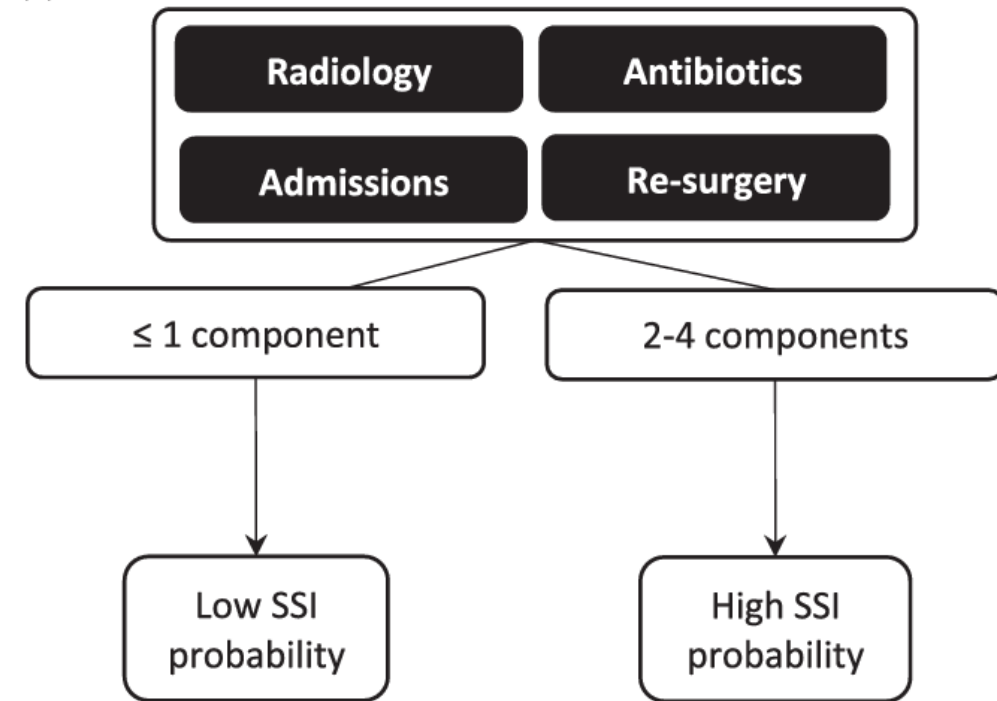 Radiology
Antibiotics
Admissions
Re-surgery
≤ 1 component
2-4 components
Low SSI
probability
High SSI
probability